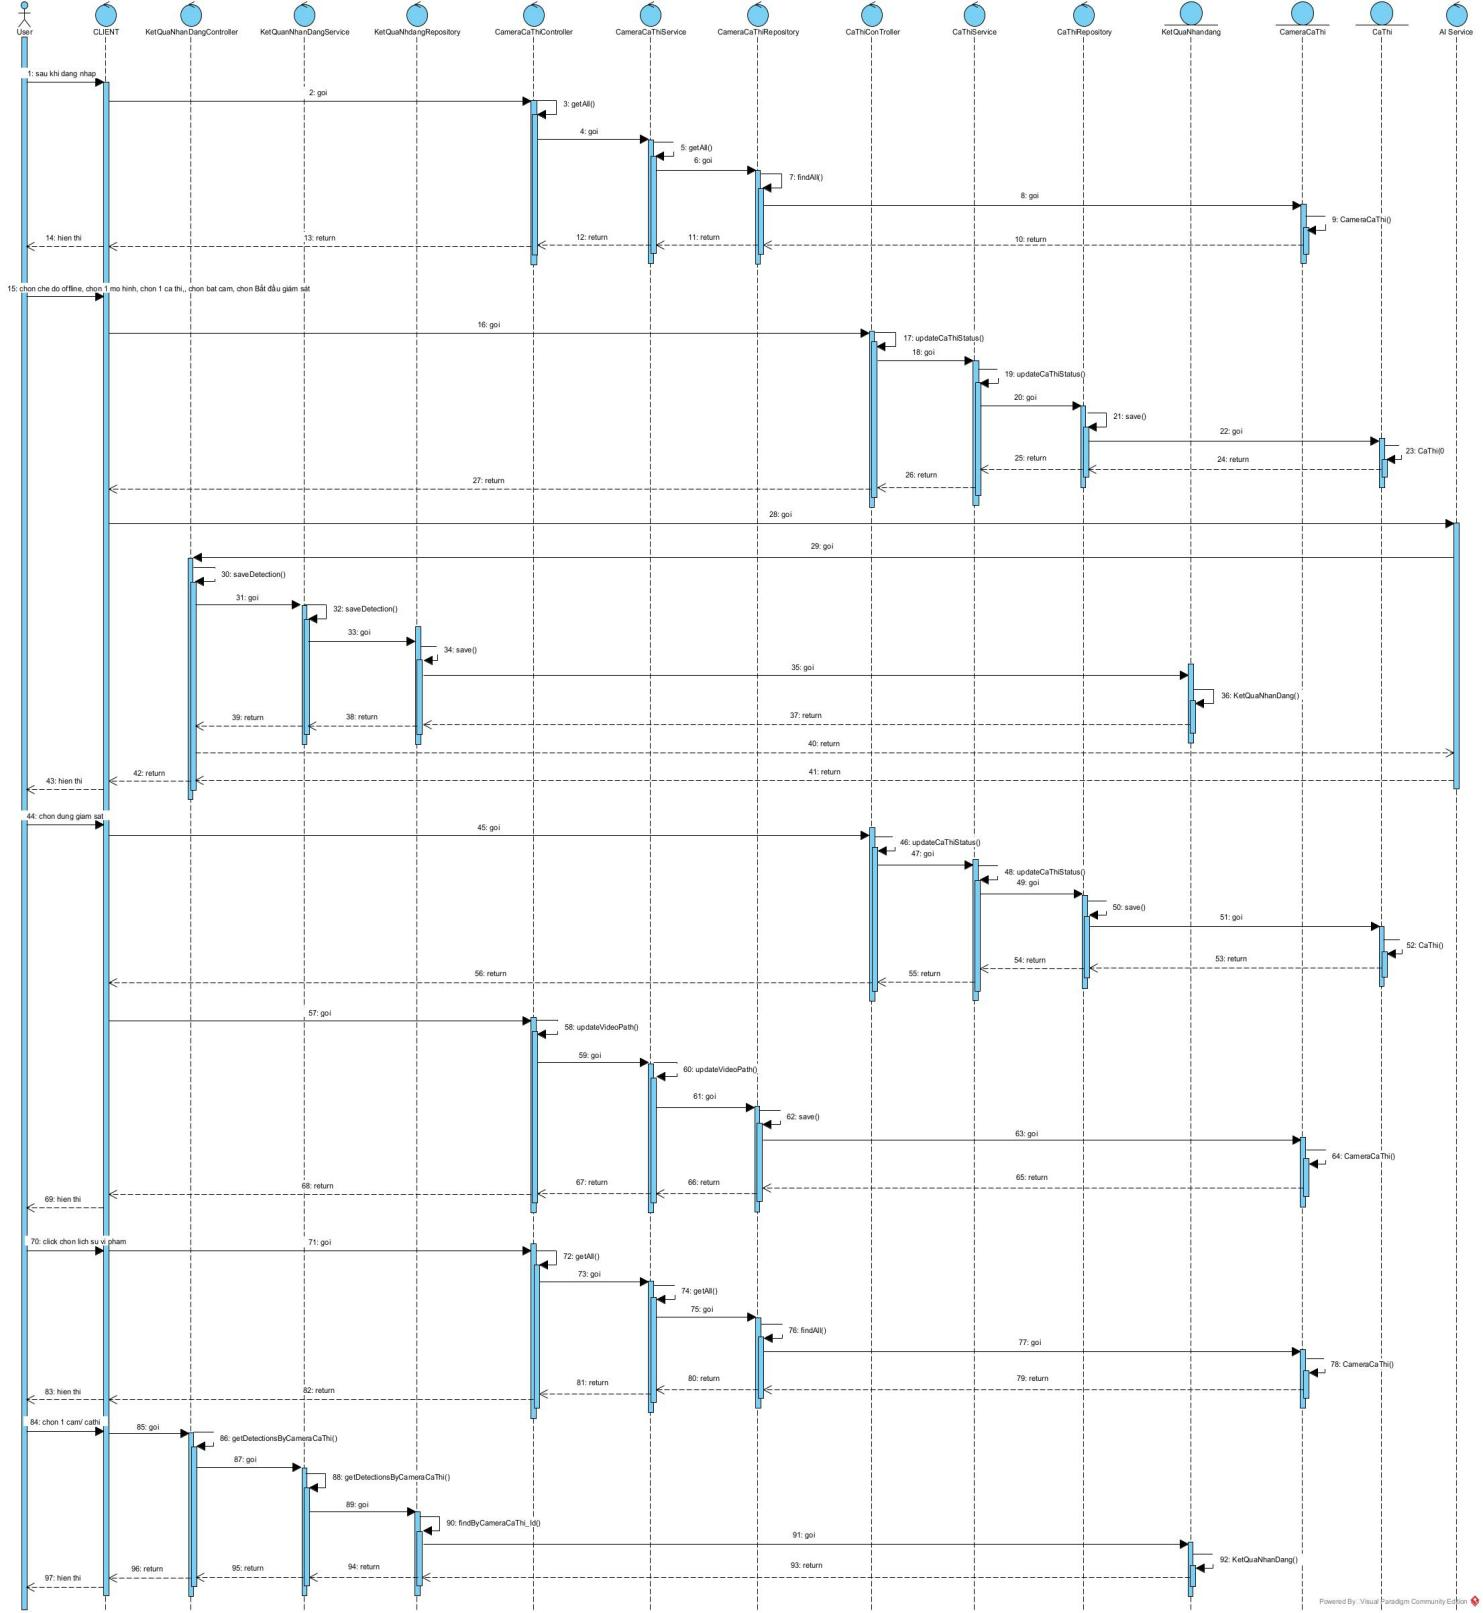 User
CLIENT
KetQuaNhanDangController
KetQuanNhanDangService
KetQuaNhdangRepository
CameraCaThiController
CameraCaThiService
CameraCaThiRepository
CaThiConTroller
CaThiService
CaThiRepository
KetQuaNhandang
CameraCaThi
CaThi
AI Service
1: sau khi dang nhap
2: goi
3: getAll()
4: goi
5: getAll()
6: goi
7: findAll()
8: goi
9: CameraCaThi()
10: return
11: return
12: return
13: return
14: hien thi
15: chon che do offline, chon 1 mo hinh, chon 1 ca thi,, chon bat cam, chon Bắt đầu giám sát
16: goi
17: updateCaThiStatus()
18: goi
19: updateCaThiStatus()
20: goi
21: save()
22: goi
23: CaThi(0
24: return
25: return
26: return
27: return
28: goi
29: goi
30: saveDetection()
31: goi
32: saveDetection()
33: goi
34: save()
35: goi
36: KetQuaNhanDang()
37: return
38: return
39: return
40: return
41: return
42: return
43: hien thi
44: chon dung giam sat
45: goi
46: updateCaThiStatus()
47: goi
48: updateCaThiStatus()
49: goi
50: save()
51: goi
52: CaThi()
53: return
54: return
55: return
56: return
57: goi
58: updateVideoPath()
59: goi
60: updateVideoPath()
61: goi
62: save()
63: goi
64: CameraCaThi()
65: return
66: return
67: return
68: return
69: hien thi
70: click chon lich su vi pham
71: goi
72: getAll()
73: goi
74: getAll()
75: goi
76: findAll()
77: goi
78: CameraCaThi()
79: return
80: return
81: return
82: return
83: hien thi
84: chon 1 cam/ cathi
85: goi
86: getDetectionsByCameraCaThi()
87: goi
88: getDetectionsByCameraCaThi()
89: goi
90: findByCameraCaThi_Id()
91: goi
92: KetQuaNhanDang()
93: return
94: return
95: return
96: return
97: hien thi
Powered By: Visual Paradigm Community Edition